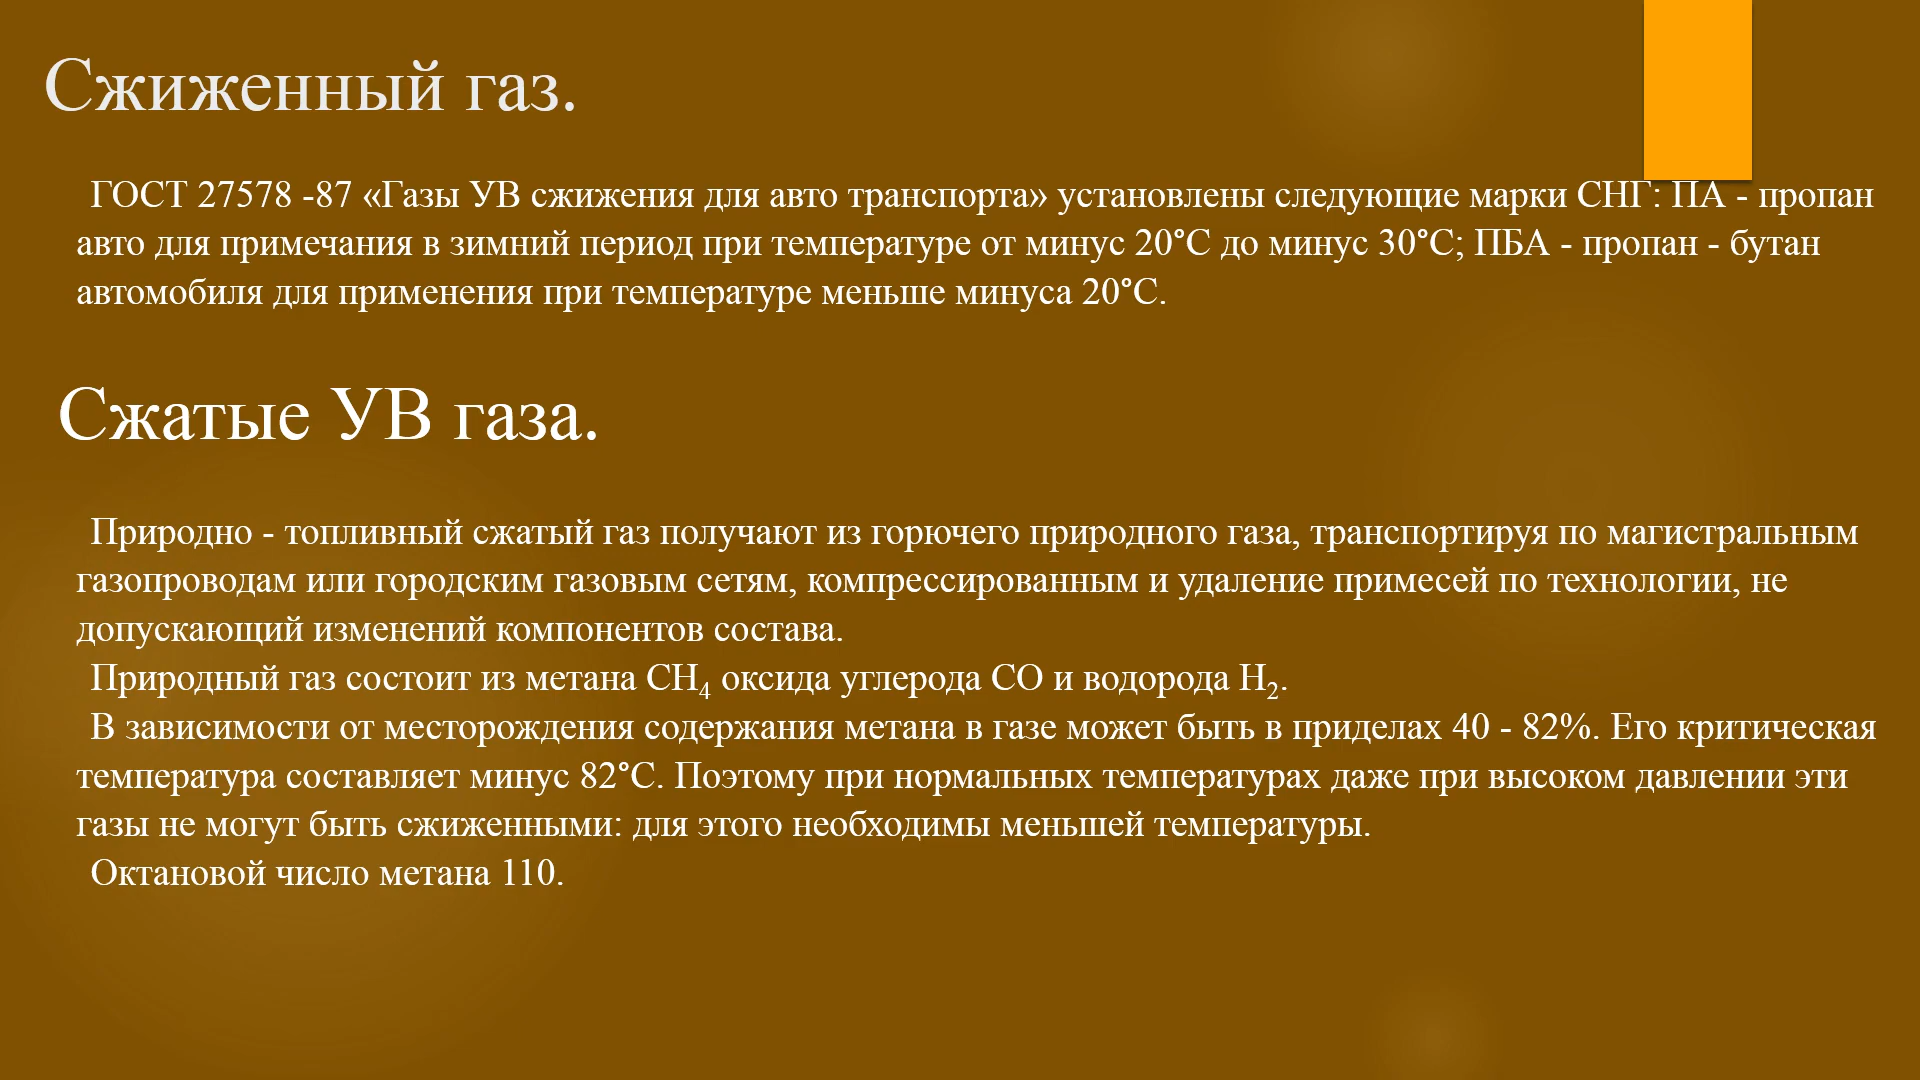 Сжиженный газ.
ГОСТ 27578 -87 «Газы УВ сжижения для авто транспорта» установлены следующие марки СНГ: ПА - пропан
авто для примечания в зимний период при температуре от минус 20°С до минус 30°С; ПБА - пропан - бутан
автомобиля для применения при температуре меньше минуса 20°С.
Сжатые УВ газа.
Природно - топливный сжатый газ получают из горючего природного газа, транспортируя по магистральным
газопроводам или городским газовым сетям, компрессированным и удаление примесей по технологии, не
допускающий изменений компонентов состава.
Природный газ состоит из метана СН₄ оксида углерода СО и водорода Н₂.
В зависимости от месторождения содержания метана в газе может быть в приделах 40 - 82%. Его критическая
температура составляет минус 82°С. Поэтому при нормальных температурах даже при высоком давлении эти
газы не могут быть сжиженными: для этого необходимы меньшей температуры.
Октановой число метана 110.